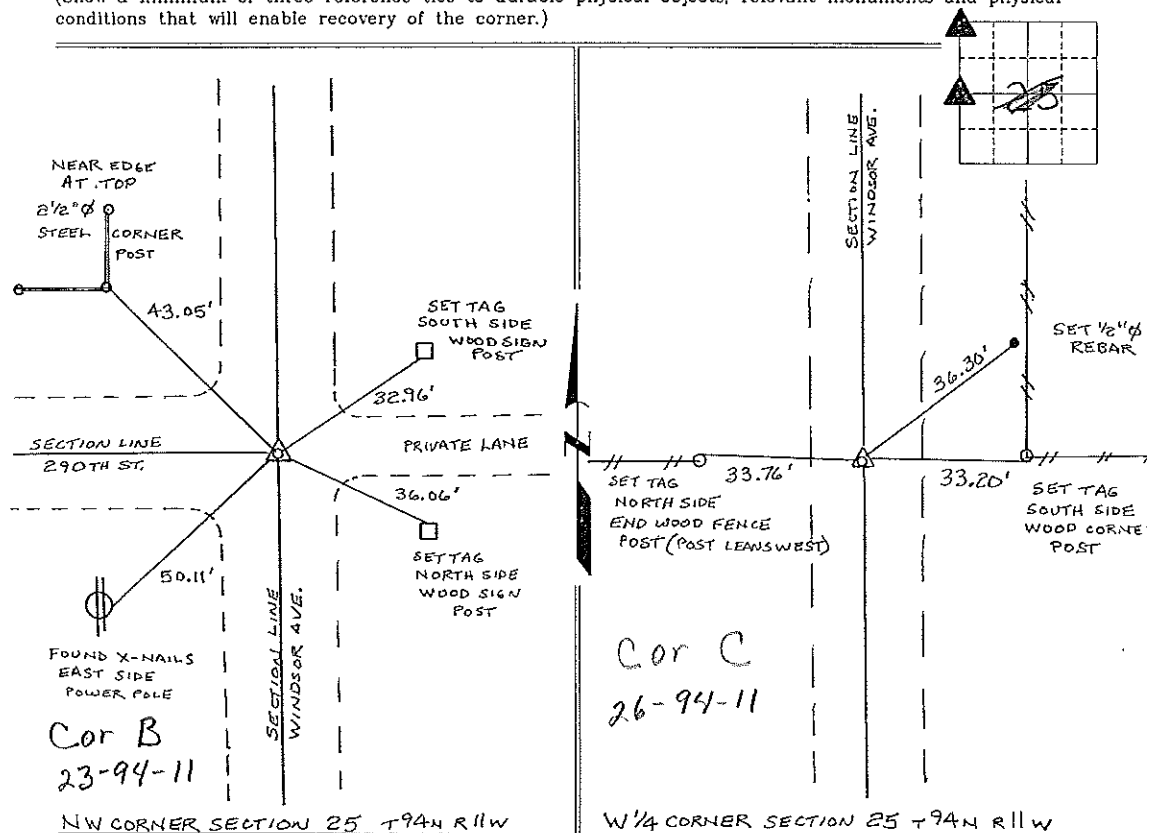 (Show a minimum of three reference ties to durable physical objects, relevant monuments and physical
conditions that will enable recovery of the corner.)
NEAR EDGE
AT TOP
2 1/2" Ø
STEEL CORNER
POST
43.05'
SET TAG
SOUTH SIDE
WOOD SIGN
POST
32.96'
SECTION LINE
290TH ST.
PRIVATE LANE
36.06'
SET TAG
NORTH SIDE
WOOD SIGN
POST
50.11'
FOUND X-NAILS
EAST SIDE
POWER POLE
SECTION LINE
WINDSOR AVE.
Cor B
23-94-11
NW CORNER SECTION 25 T94N R11W
N
SECTION LINE
WINDSOR AVE.
SET 1/2" Ø
REBAR
36.30'
33.76'
33.20'
SET TAG
NORTH SIDE
END WOOD FENCE
POST (POST LEANS WEST)
SET TAG
SOUTH SIDE
WOOD CORNE
POST
Cor C
26-94-11
W 1/4 CORNER SECTION 25 T94N R11W